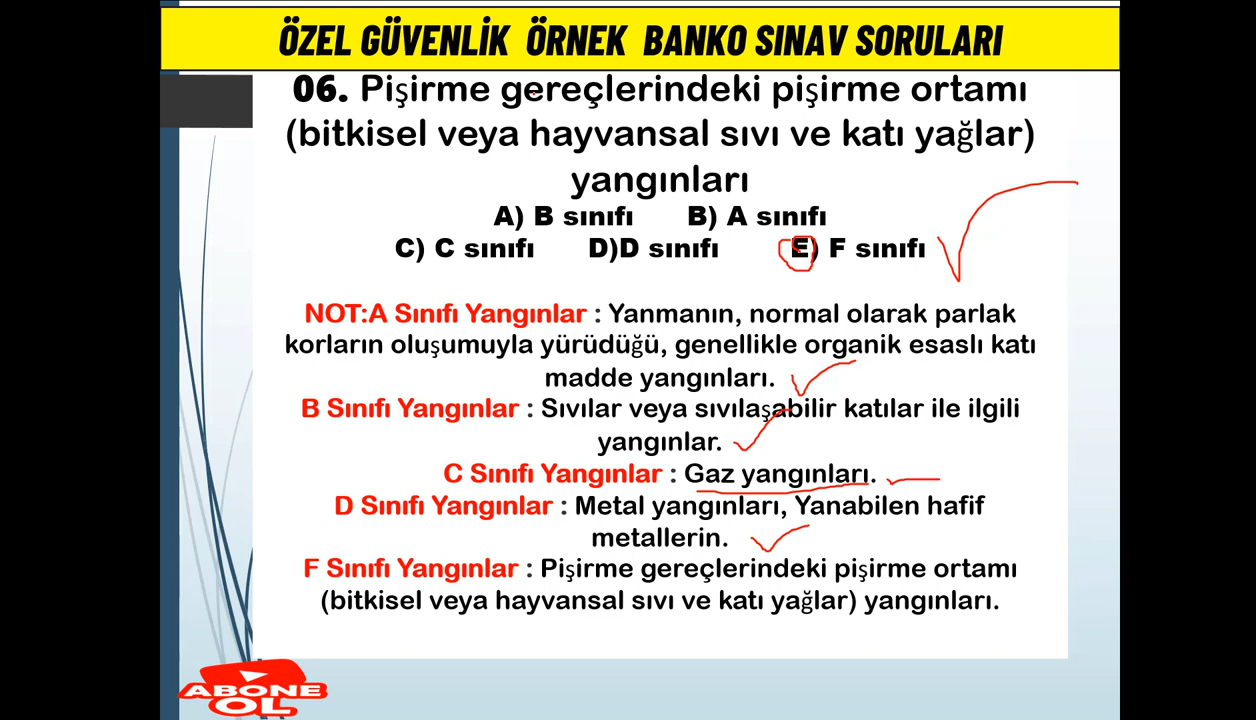 ÖZEL GÜVENLİK ÖRNEK BANKO SINAV SORULARI
06. Pişirme gereçlerindeki pişirme ortamı
(bitkisel veya hayvansal sıvı ve katı yağlar)
yangınları
A) B sınıfı B) A sınıfı
C) C sınıfı D)D sınıfı E) F sınıfı
NOT:A Sınıfı Yangınlar : Yanmanın, normal olarak parlak
korların oluşumuyla yürüdüğü, genellikle organik esaslı katı
madde yangınları.
B Sınıfı Yangınlar : Sıvılar veya sıvılaşabilir katılar ile ilgili
yangınlar.
C Sınıfı Yangınlar : Gaz yangınları.
D Sınıfı Yangınlar : Metal yangınları, Yanabilen hafif
metallerin.
F Sınıfı Yangınlar : Pişirme gereçlerindeki pişirme ortamı
(bitkisel veya hayvansal sıvı ve katı yağlar) yangınları.
ABONE
OL